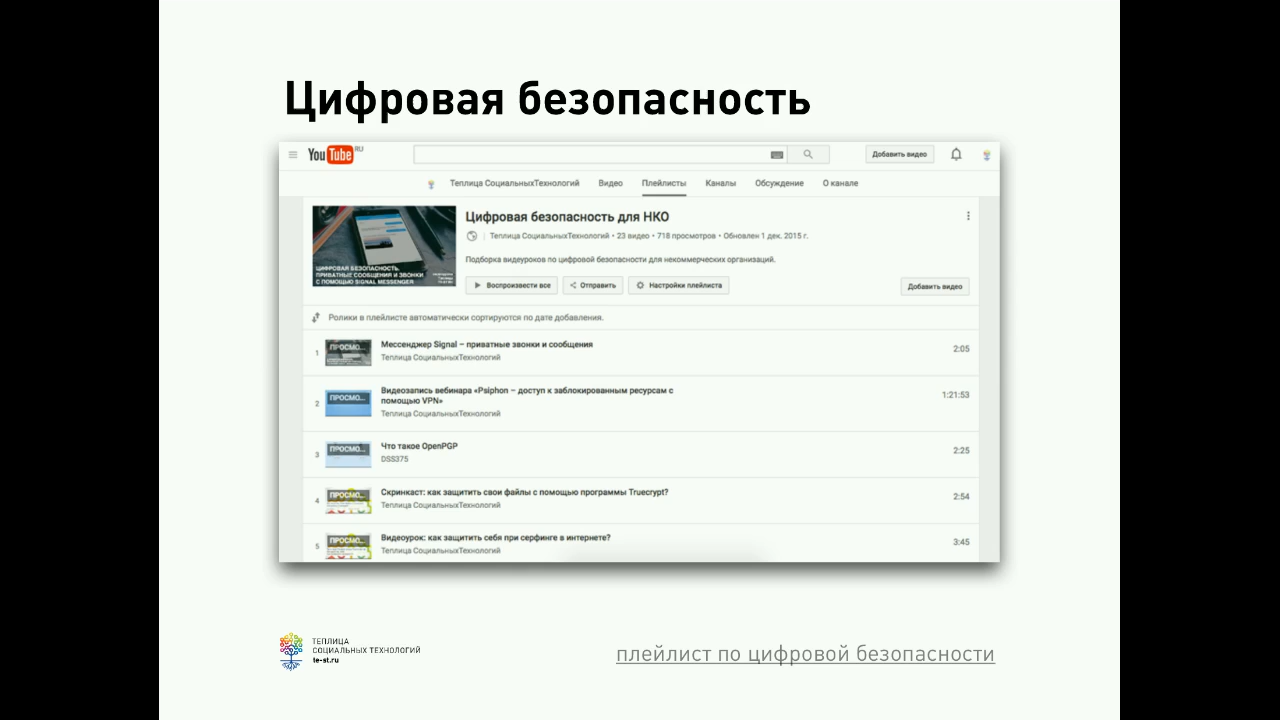 Цифровая безопасность
YouTube RU
Добавить видео
Теплица СоциальныхТехнологий Видео Плейлисты Каналы Обсуждение О канале
Цифровая безопасность для НКО
Теплица СоциальныхТехнологий • 23 видео • 718 просмотров • Обновлен 1 дек. 2015 г.
Подборка видеоуроков по цифровой безопасности для некоммерческих организаций.
ЦИФРОВАЯ БЕЗОПАСНОСТЬ.
ПРИВАТНЫЕ СООБЩЕНИЯ И ЗВОНКИ
С ПОМОЩЬЮ SIGNAL MESSENGER
Воспроизвести все Отправить Настройки плейлиста Добавить видео
Ролики в плейлисте автоматически сортируются по дате добавления.
1 ПРОСМО... Мессенджер Signal – приватные звонки и сообщения 2:05
Теплица СоциальныхТехнологий
2 ПРОСМО... Видеозапись вебинара «Psiphon – доступ к заблокированным ресурсам с 1:21:53
помощью VPN»
Теплица СоциальныхТехнологий
3 ПРОСМО... Что такое OpenPGP 2:25
DSS375
4 ПРОСМО... Скринкаст: как защитить свои файлы с помощью программы Truecrypt? 2:54
Теплица СоциальныхТехнологий
5 ПРОСМО... Видеоурок: как защитить себя при серфинге в интернете? 3:45
Теплица СоциальныхТехнологий
ТЕПЛИЦА
СОЦИАЛЬНЫХ ТЕХНОЛОГИЙ
te-st.ru
плейлист по цифровой безопасности